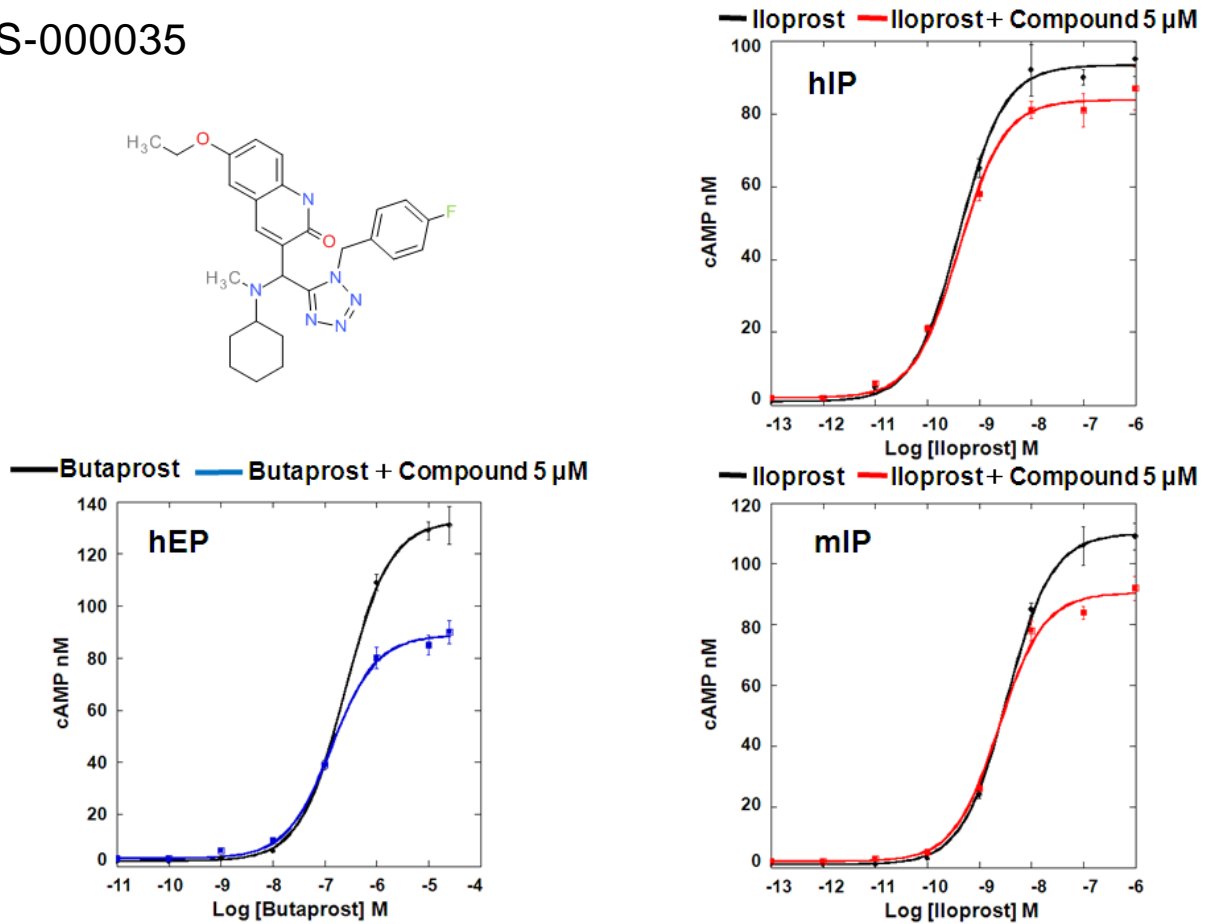 S-000035
Iloprost Iloprost + Compound 5 µM
hIP
cAMP nM
100
80
60
40
20
0
-13 -12 -11 -10 -9 -8 -7 -6
Log [Iloprost] M
H₃C
O
N
O
F
H₃C
N
N
N
N
N
Butaprost Butaprost + Compound 5 µM
hEP
cAMP nM
140
120
100
80
60
40
20
0
-11 -10 -9 -8 -7 -6 -5 -4
Log [Butaprost] M
Iloprost Iloprost + Compound 5 µM
mIP
cAMP nM
120
100
80
60
40
20
0
-13 -12 -11 -10 -9 -8 -7 -6
Log [Iloprost] M